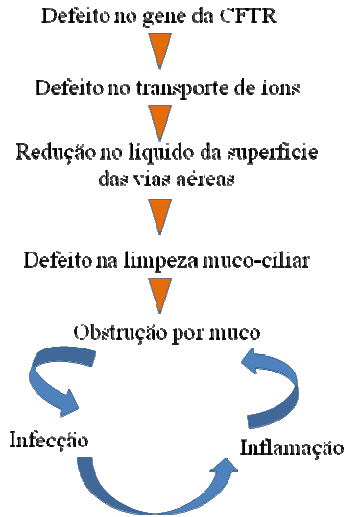 Defeito no gene da CFTR
Defeito no transporte de íons
Redução no líquido da superfície
das vias aéreas
Defeito na limpeza muco-ciliar
Obstrução por muco
Infecção
Inflamação